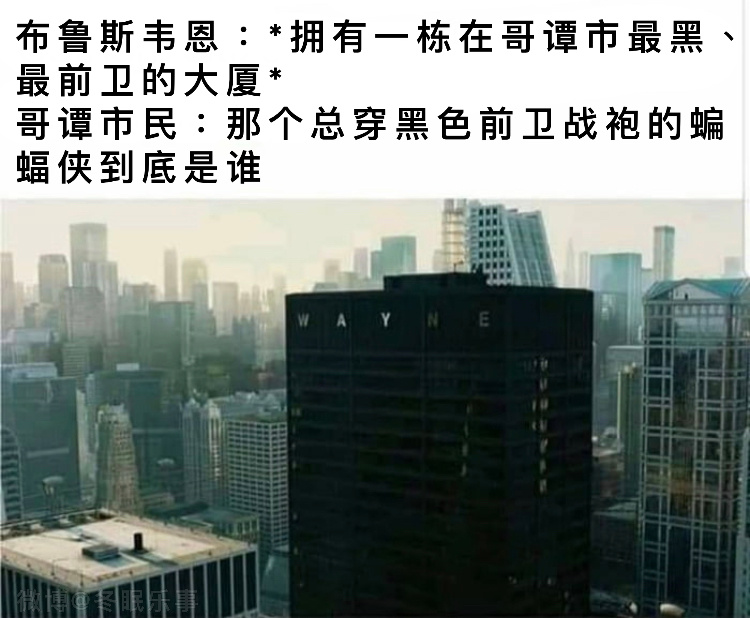 布鲁斯韦恩：*拥有一栋在哥谭市最黑、
最前卫的大厦*
哥谭市民：那个总穿黑色前卫战袍的蝙
蝠侠到底是谁
WAYNE
微博@冬眠乐事